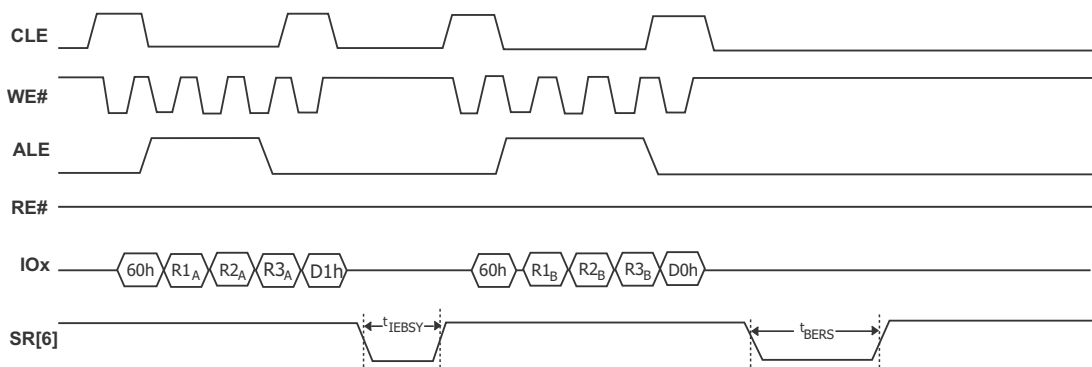 CLE
WE#
ALE
RE#
IOx 60h R1A R2A R3A D1h 60h R1B R2B R3B D0h
SR[6] tIEBSY tBERS